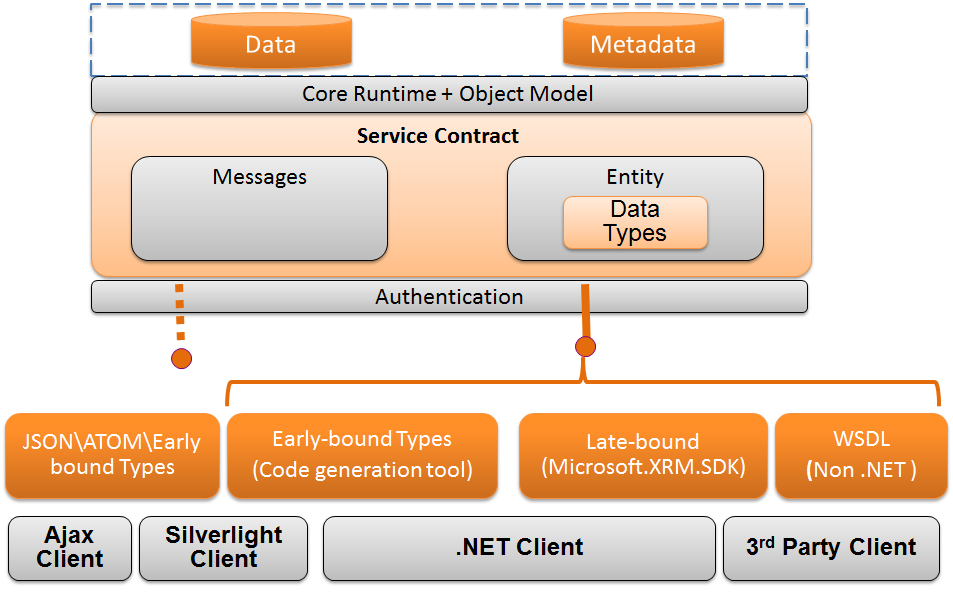 Data
Metadata
Core Runtime + Object Model
Service Contract
Messages
Entity
Data
Types
Authentication
JSON\ATOM\Early
bound Types
Early-bound Types
(Code generation tool)
Late-bound
(Microsoft.XRM.SDK)
WSDL
(Non .NET )
Ajax
Client
Silverlight
Client
.NET Client
3rd Party Client